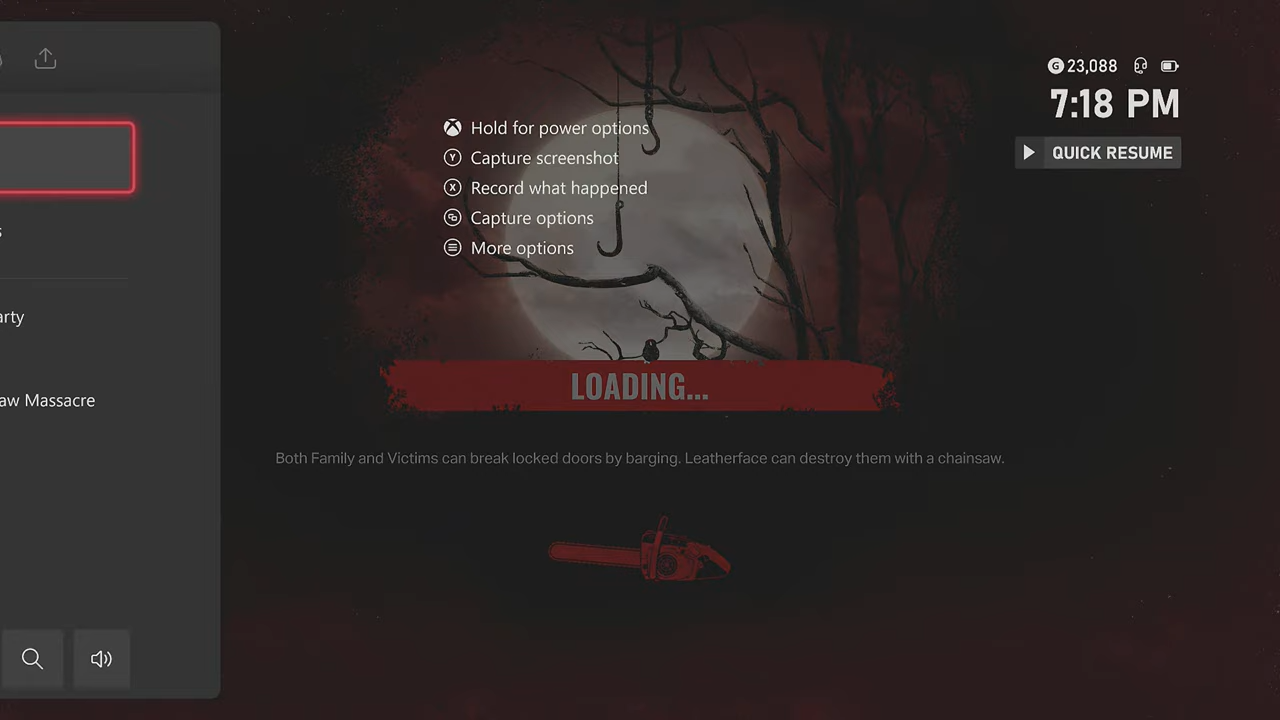 23,088
7:18 PM
QUICK RESUME
Hold for power options
Capture screenshot
Record what happened
Capture options
More options
arty
aw Massacre
LOADING...
Both Family and Victims can break locked doors by barging. Leatherface can destroy them with a chainsaw.